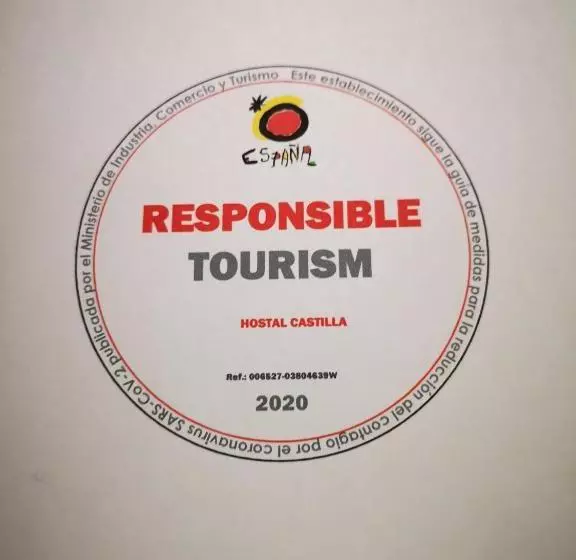 ESPAÑA
RESPONSIBLE
TOURISM
HOSTAL CASTILLA
Ref.: 006527-03804639W
2020
Este establecimiento sigue la guía de medidas para la reducción del contagio por el coronavirus SARS-CoV-2 publicada por el Ministerio de Industria, Comercio y Turismo